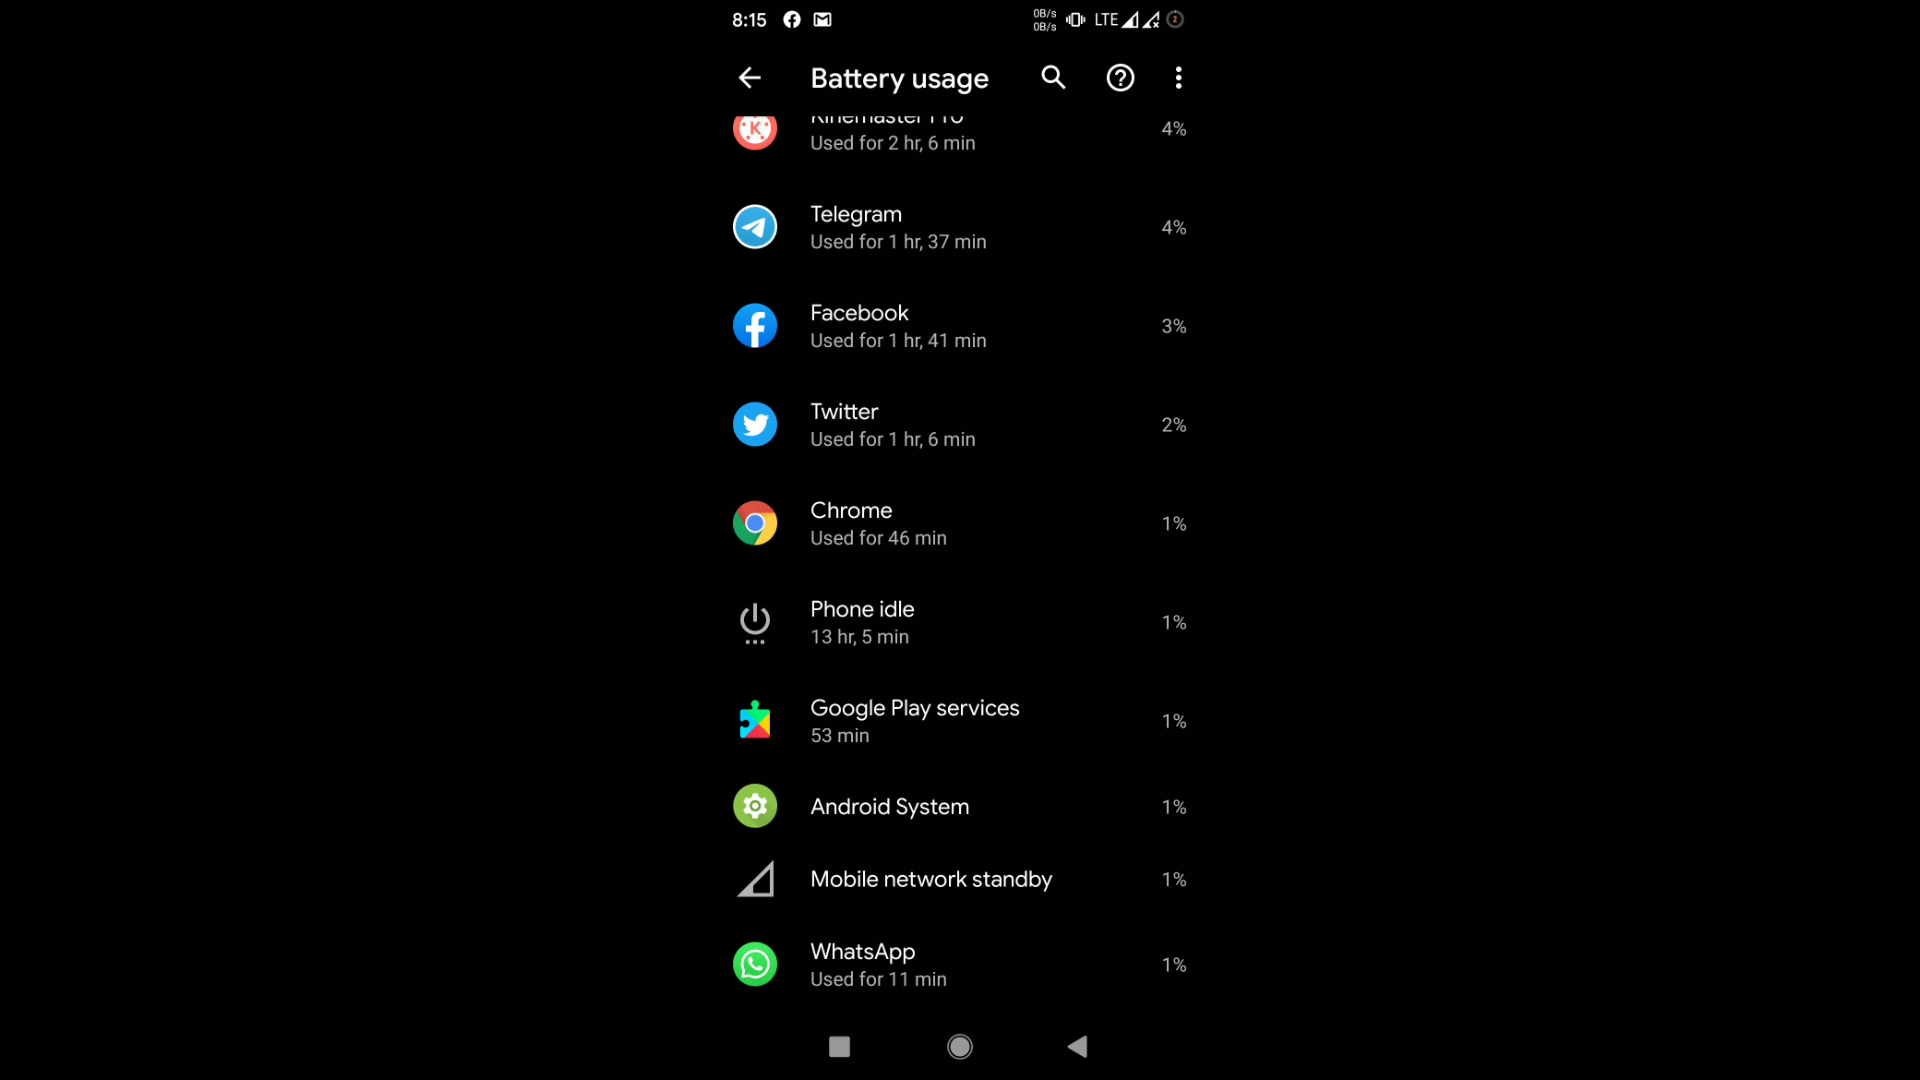 8:15
0B/s
0B/s
LTE
2
Battery usage
Kinemaster Pro
4%
Used for 2 hr, 6 min
Telegram
4%
Used for 1 hr, 37 min
Facebook
3%
Used for 1 hr, 41 min
Twitter
2%
Used for 1 hr, 6 min
Chrome
1%
Used for 46 min
Phone idle
1%
13 hr, 5 min
Google Play services
1%
53 min
Android System
1%
Mobile network standby
1%
WhatsApp
1%
Used for 11 min